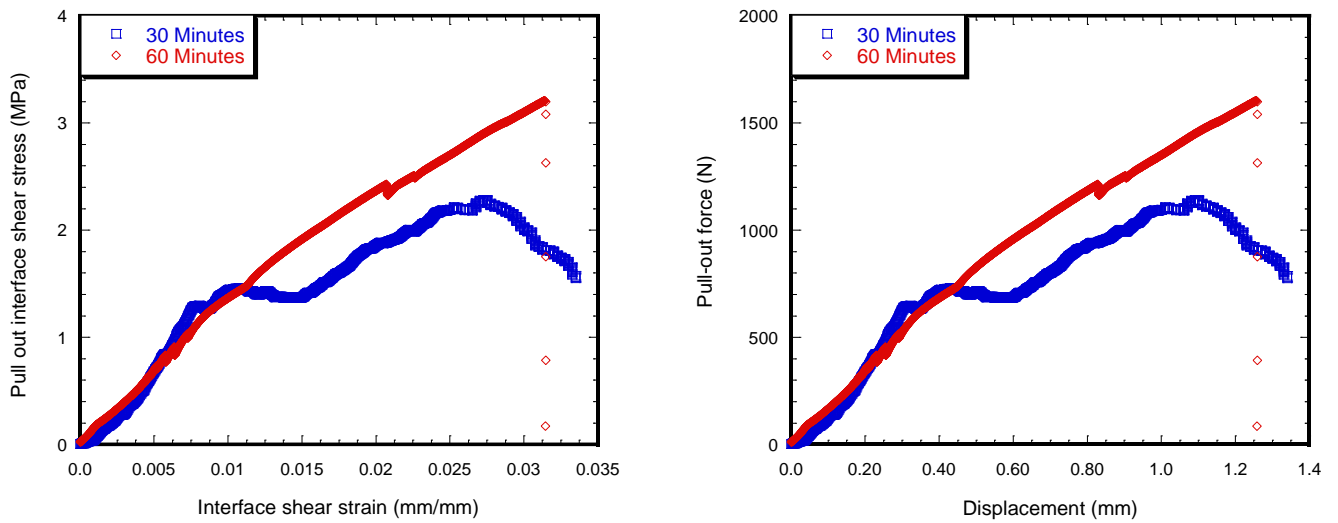 Pull out interface shear stress (MPa)
4
3
2
1
0
30 Minutes
60 Minutes
0.0 0.005 0.01 0.015 0.02 0.025 0.03 0.035
Interface shear strain (mm/mm)
Pull-out force (N)
2000
1500
1000
500
0
30 Minutes
60 Minutes
0.0 0.20 0.40 0.60 0.80 1.0 1.2 1.4
Displacement (mm)